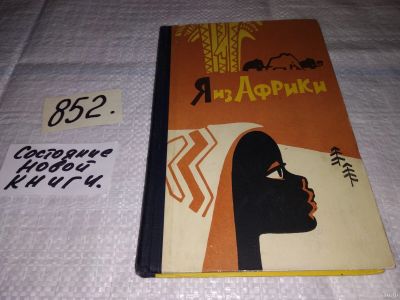 Я из Африки
852.
Состояние
новой
книги.